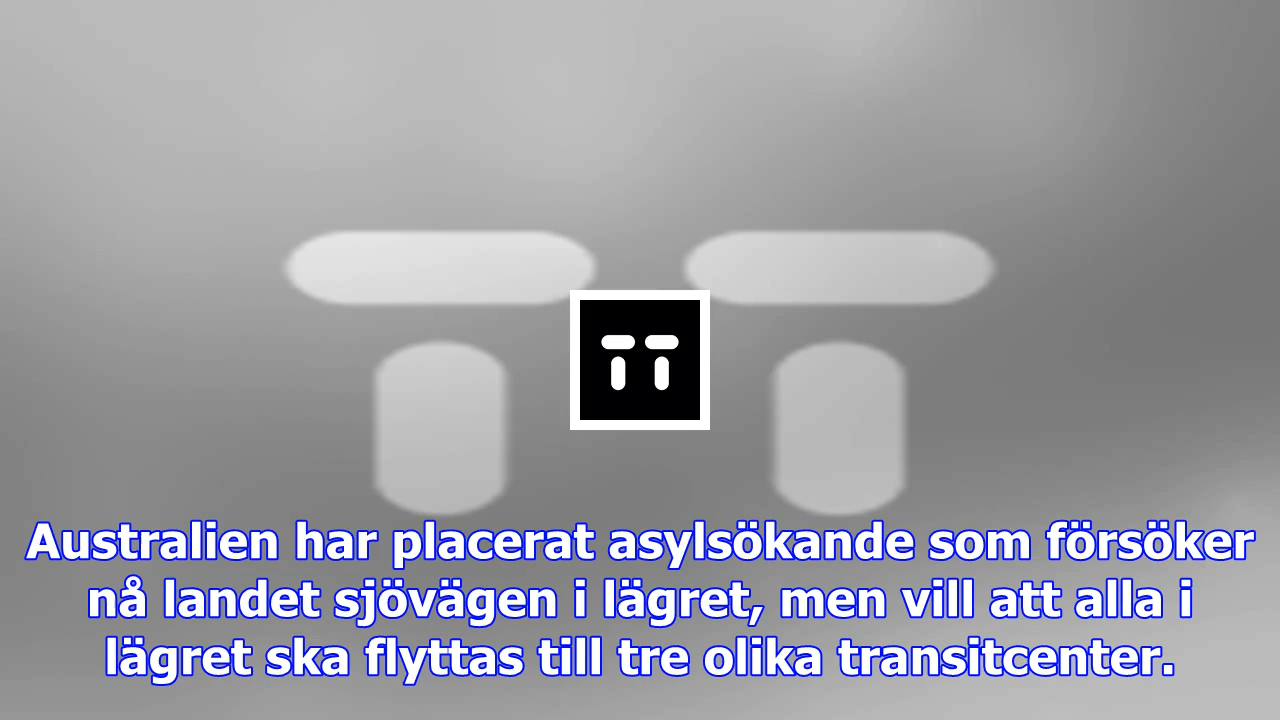 Australien har placerat asylsökande som försöker
nå landet sjövägen i lägret, men vill att alla i
lägret ska flyttas till tre olika transitcenter.